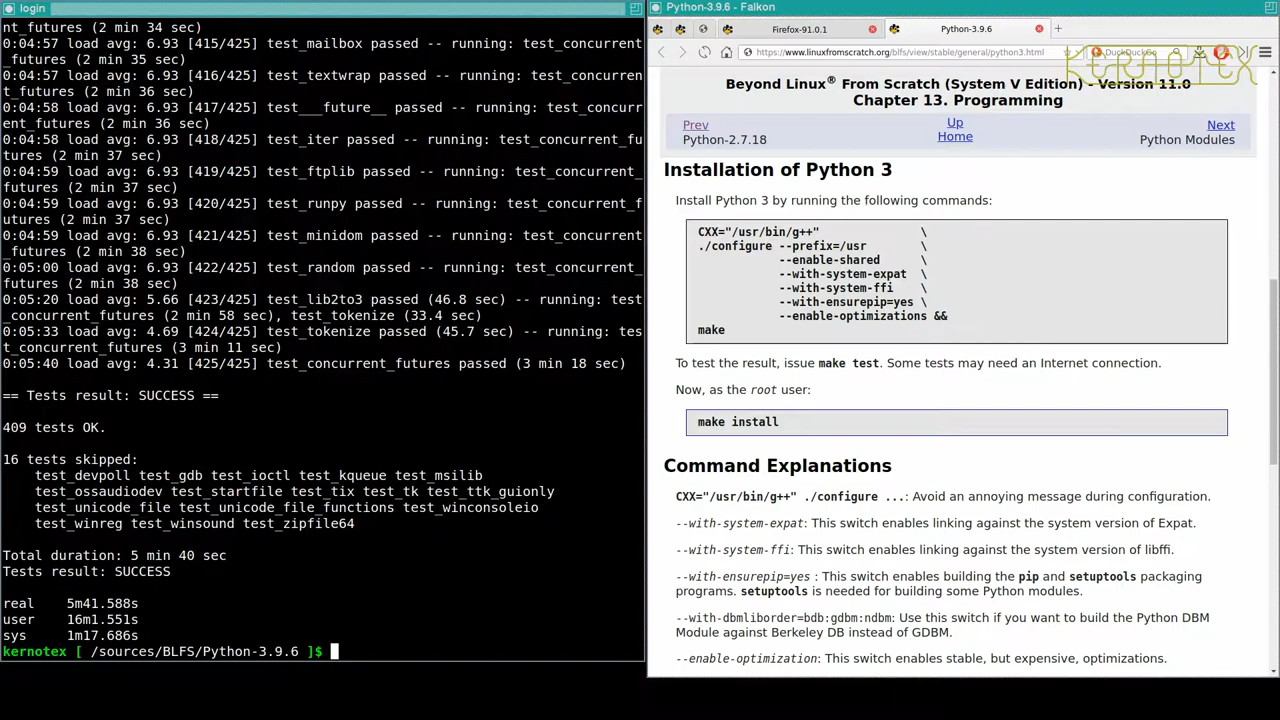 login
nt_futures (2 min 34 sec)
0:04:57 load avg: 6.93 [415/425] test_mailbox passed -- running: test_concurrent
_futures (2 min 35 sec)
0:04:57 load avg: 6.93 [416/425] test_textwrap passed -- running: test_concurren
t_futures (2 min 36 sec)
0:04:58 load avg: 6.93 [417/425] test___future__ passed -- running: test_concurr
ent_futures (2 min 36 sec)
0:04:58 load avg: 6.93 [418/425] test_iter passed -- running: test_concurrent_fu
tures (2 min 37 sec)
0:04:59 load avg: 6.93 [419/425] test_ftplib passed -- running: test_concurrent_
futures (2 min 37 sec)
0:04:59 load avg: 6.93 [420/425] test_runpy passed -- running: test_concurrent_f
utures (2 min 37 sec)
0:04:59 load avg: 6.93 [421/425] test_minidom passed -- running: test_concurrent
_futures (2 min 38 sec)
0:05:00 load avg: 6.93 [422/425] test_random passed -- running: test_concurrent_
futures (2 min 38 sec)
0:05:20 load avg: 5.66 [423/425] test_lib2to3 passed (46.8 sec) -- running: test
_concurrent_futures (2 min 58 sec), test_tokenize (33.4 sec)
0:05:33 load avg: 4.69 [424/425] test_tokenize passed (45.7 sec) -- running: tes
t_concurrent_futures (3 min 11 sec)
0:05:40 load avg: 4.31 [425/425] test_concurrent_futures passed (3 min 18 sec)
== Tests result: SUCCESS ==
409 tests OK.
16 tests skipped:
test_devpoll test_gdb test_ioctl test_kqueue test_msilib
test_ossaudiodev test_startfile test_tix test_tk test_ttk_guionly
test_unicode_file test_unicode_file_functions test_winconsoleio
test_winreg test_winsound test_zipfile64
Total duration: 5 min 40 sec
Tests result: SUCCESS
real 5m41.588s
user 16m1.551s
sys 1m17.686s
kernotex [ /sources/BLFS/Python-3.9.6 ]$
Python-3.9.6 - Falkon
Firefox-91.0.1
Python-3.9.6
https://www.linuxfromscratch.org/blfs/view/stable/general/python3.html
DuckDuckGo
KERNOTEX
Beyond Linux® From Scratch (System V Edition) - Version 11.0
Chapter 13. Programming
Prev Up Next
Python-2.7.18 Home Python Modules
Installation of Python 3
Install Python 3 by running the following commands:
CXX="/usr/bin/g++" \
./configure --prefix=/usr \
--enable-shared \
--with-system-expat \
--with-system-ffi \
--with-ensurepip=yes \
--enable-optimizations &&
make
To test the result, issue make test. Some tests may need an Internet connection.
Now, as the root user:
make install
Command Explanations
CXX="/usr/bin/g++" ./configure ...: Avoid an annoying message during configuration.
--with-system-expat: This switch enables linking against the system version of Expat.
--with-system-ffi: This switch enables linking against the system version of libffi.
--with-ensurepip=yes : This switch enables building the pip and setuptools packaging
programs. setuptools is needed for building some Python modules.
--with-dbmliborder=bdb:gdbm:ndbm: Use this switch if you want to build the Python DBM
Module against Berkeley DB instead of GDBM.
--enable-optimization: This switch enables stable, but expensive, optimizations.